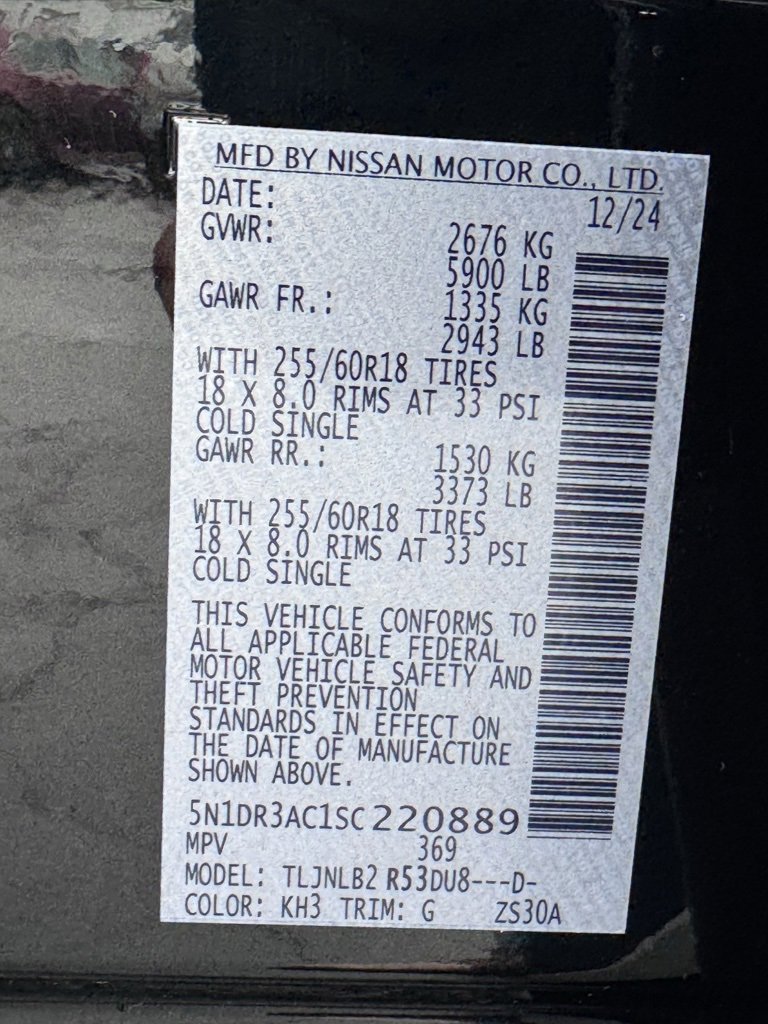 MFD BY NISSAN MOTOR CO., LTD.
DATE: 12/24
GVWR: 2676 KG
5900 LB
GAWR FR.: 1335 KG
2943 LB
WITH 255/60R18 TIRES
18 X 8.0 RIMS AT 33 PSI
COLD SINGLE
GAWR RR.: 1530 KG
3373 LB
WITH 255/60R18 TIRES
18 X 8.0 RIMS AT 33 PSI
COLD SINGLE
THIS VEHICLE CONFORMS TO
ALL APPLICABLE FEDERAL
MOTOR VEHICLE SAFETY AND
THEFT PREVENTION
STANDARDS IN EFFECT ON
THE DATE OF MANUFACTURE
SHOWN ABOVE.
5N1DR3AC1SC220889
MPV 369
MODEL: TLJNLB2 R53DU8---D-
COLOR: KH3 TRIM: G ZS30A